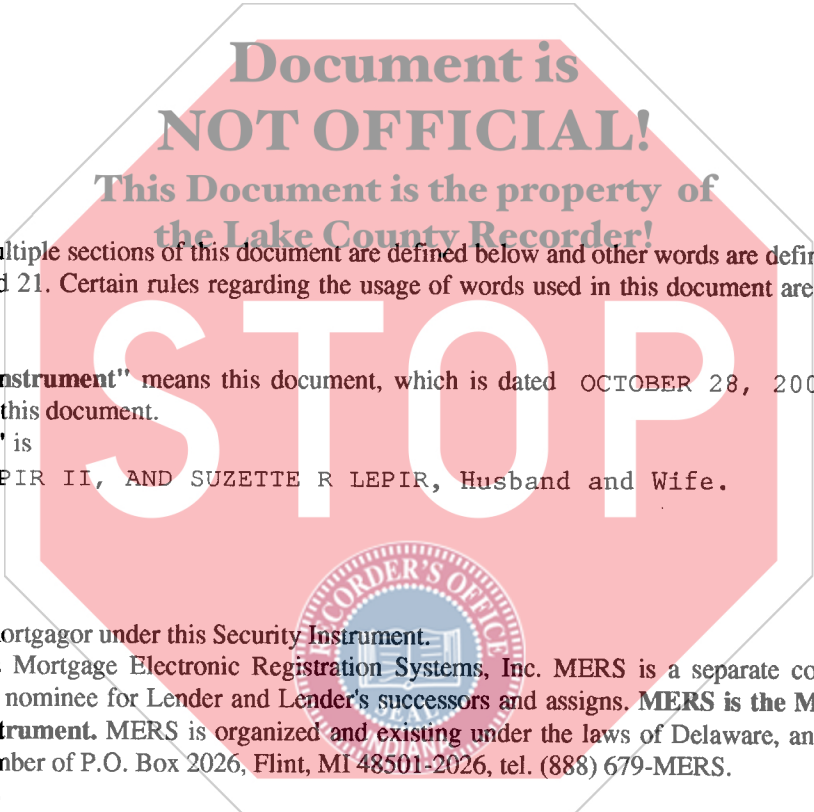 Document is
NOT OFFICIAL!
This Document is the property of
the Lake County Recorder!
ltiple sections of this document are defined below and other words are defin
d 21. Certain rules regarding the usage of words used in this document are
STOP
nstrument" means this document, which is dated OCTOBER 28, 200
this document.
" is
PIR II, AND SUZETTE R LEPIR, Husband and Wife.
RECORDER'S OFFICE
ortgagor under this Security Instrument.
. Mortgage Electronic Registration Systems, Inc. MERS is a separate co
nominee for Lender and Lender's successors and assigns. MERS is the M
trument. MERS is organized and existing under the laws of Delaware, an
INDIANA
mber of P.O. Box 2026, Flint, MI 48501-2026, tel. (888) 679-MERS.